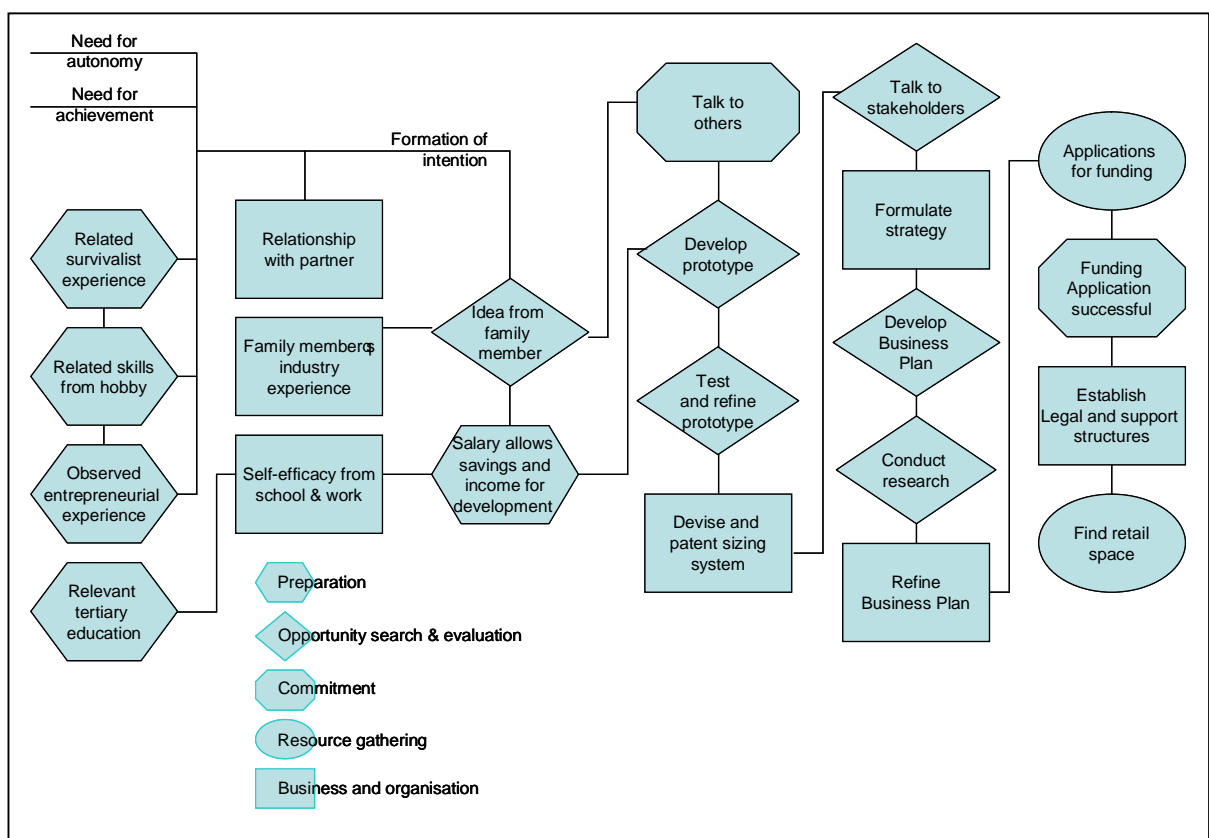 Need for
autonomy
Need for
achievement
Formation of
intention
Related
survivalist
experience
Related skills
from hobby
Observed
entrepreneurial
experience
Relevant
tertiary
education
Relationship
with partner
Family member's
industry
experience
Self-efficacy from
school & work
Idea from
family
member
Salary allows
savings and
income for
development
Talk to
others
Develop
prototype
Test
and refine
prototype
Devise and
patent sizing
system
Talk to
stakeholders
Formulate
strategy
Develop
Business
Plan
Conduct
research
Refine
Business Plan
Applications
for funding
Funding
Application
successful
Establish
Legal and support
structures
Find retail
space
Preparation
Opportunity search & evaluation
Commitment
Resource gathering
Business and organisation